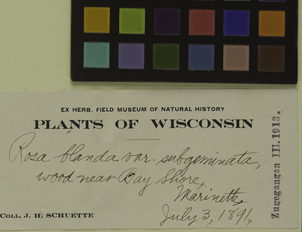 EX HERB. FIELD MUSEUM OF NATURAL HISTORY
PLANTS OF WISCONSIN
Rosa blanda var. subgeminata,
wood near Bay Shore,
Marinette,
July 3, 1891,
COLL. J. H. SCHUETTE
Zugegangen III. 1913.